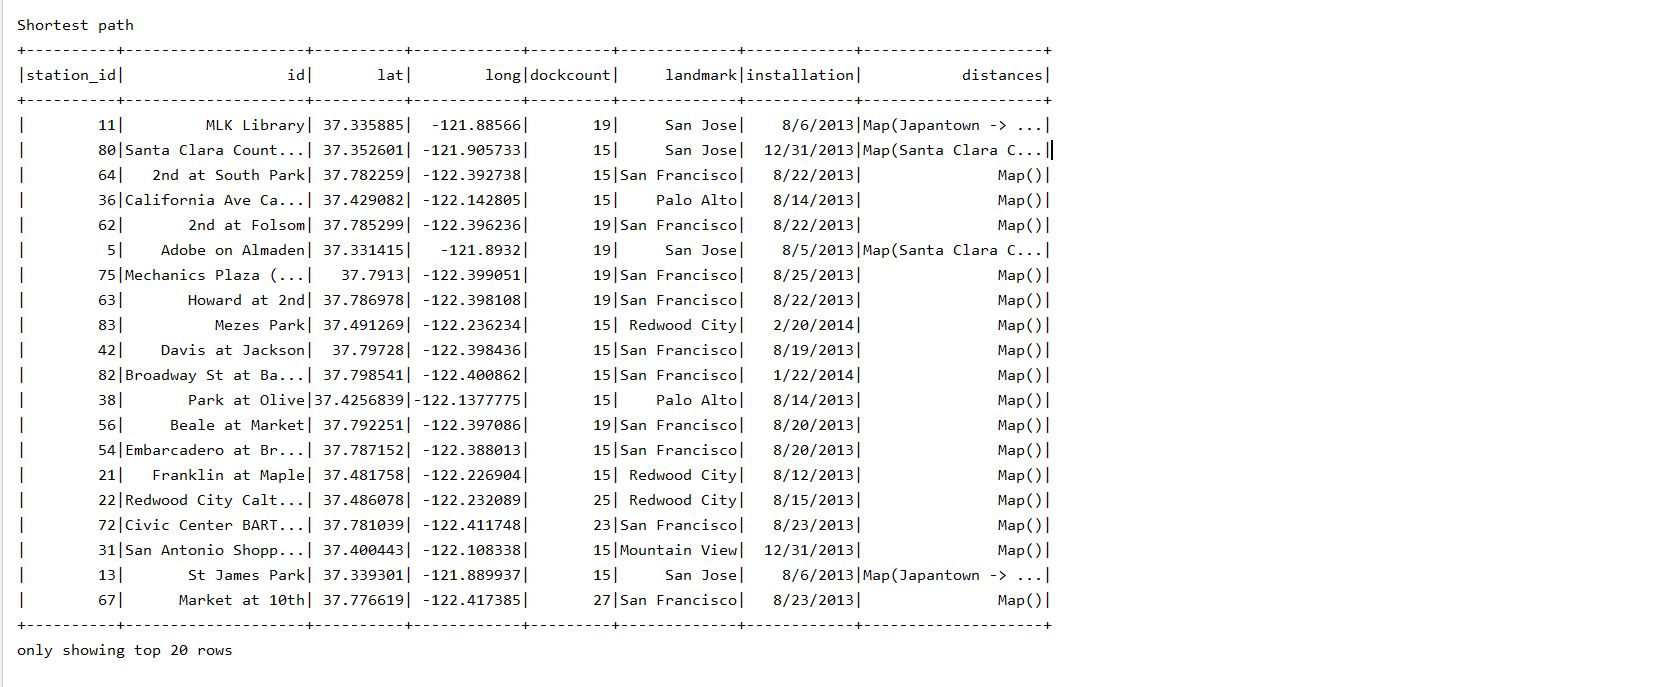 Shortest path
+----------+--------------------+----------+------------+---------+-------------+------------+--------------------+
|station_id|                  id|       lat|        long|dockcount|     landmark|installation|           distances|
+----------+--------------------+----------+------------+---------+-------------+------------+--------------------+
|        11|         MLK Library| 37.335885|  -121.88566|       19|     San Jose|    8/6/2013|Map(Japantown -> ...|
|        80|Santa Clara Count...| 37.352601| -121.905733|       15|     San Jose|  12/31/2013|Map(Santa Clara C...|
|        64|   2nd at South Park| 37.782259| -122.392738|       15|San Francisco|   8/22/2013|               Map()|
|        36|California Ave Ca...| 37.429082| -122.142805|       15|    Palo Alto|   8/14/2013|               Map()|
|        62|       2nd at Folsom| 37.785299| -122.396236|       19|San Francisco|   8/22/2013|               Map()|
|         5|    Adobe on Almaden| 37.331415|   -121.8932|       19|     San Jose|    8/5/2013|Map(Santa Clara C...|
|        75|Mechanics Plaza (...|   37.7913| -122.399051|       19|San Francisco|   8/25/2013|               Map()|
|        63|       Howard at 2nd| 37.786978| -122.398108|       19|San Francisco|   8/22/2013|               Map()|
|        83|          Mezes Park| 37.491269| -122.236234|       15| Redwood City|   2/20/2014|               Map()|
|        42|    Davis at Jackson|  37.79728| -122.398436|       15|San Francisco|   8/19/2013|               Map()|
|        82|Broadway St at Ba...| 37.798541| -122.400862|       15|San Francisco|   1/22/2014|               Map()|
|        38|       Park at Olive|37.4256839|-122.1377775|       15|    Palo Alto|   8/14/2013|               Map()|
|        56|     Beale at Market| 37.792251| -122.397086|       19|San Francisco|   8/20/2013|               Map()|
|        54|Embarcadero at Br...| 37.787152| -122.388013|       15|San Francisco|   8/20/2013|               Map()|
|        21|   Franklin at Maple| 37.481758| -122.226904|       15| Redwood City|   8/12/2013|               Map()|
|        22|Redwood City Calt...| 37.486078| -122.232089|       25| Redwood City|   8/15/2013|               Map()|
|        72|Civic Center BART...| 37.781039| -122.411748|       23|San Francisco|   8/23/2013|               Map()|
|        31|San Antonio Shopp...| 37.400443| -122.108338|       15|Mountain View|  12/31/2013|               Map()|
|        13|       St James Park| 37.339301| -121.889937|       15|     San Jose|    8/6/2013|Map(Japantown -> ...|
|        67|      Market at 10th| 37.776619| -122.417385|       27|San Francisco|   8/23/2013|               Map()|
+----------+--------------------+----------+------------+---------+-------------+------------+--------------------+
only showing top 20 rows